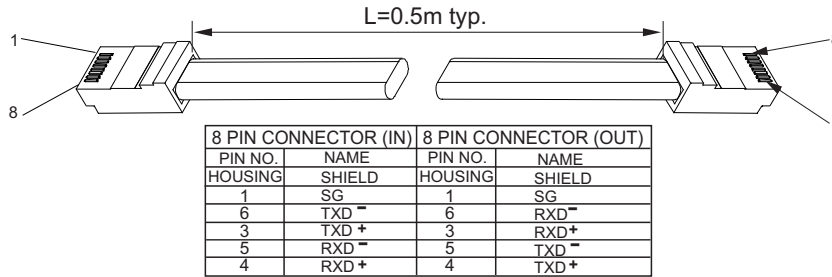 L=0.5m typ.
1
8
8 PIN CONNECTOR (IN) 8 PIN CONNECTOR (OUT)
PIN NO. NAME PIN NO. NAME
HOUSING SHIELD HOUSING SHIELD
1 SG 1 SG
6 TXD - 6 RXD-
3 TXD + 3 RXD+
5 RXD - 5 TXD -
4 RXD + 4 TXD+